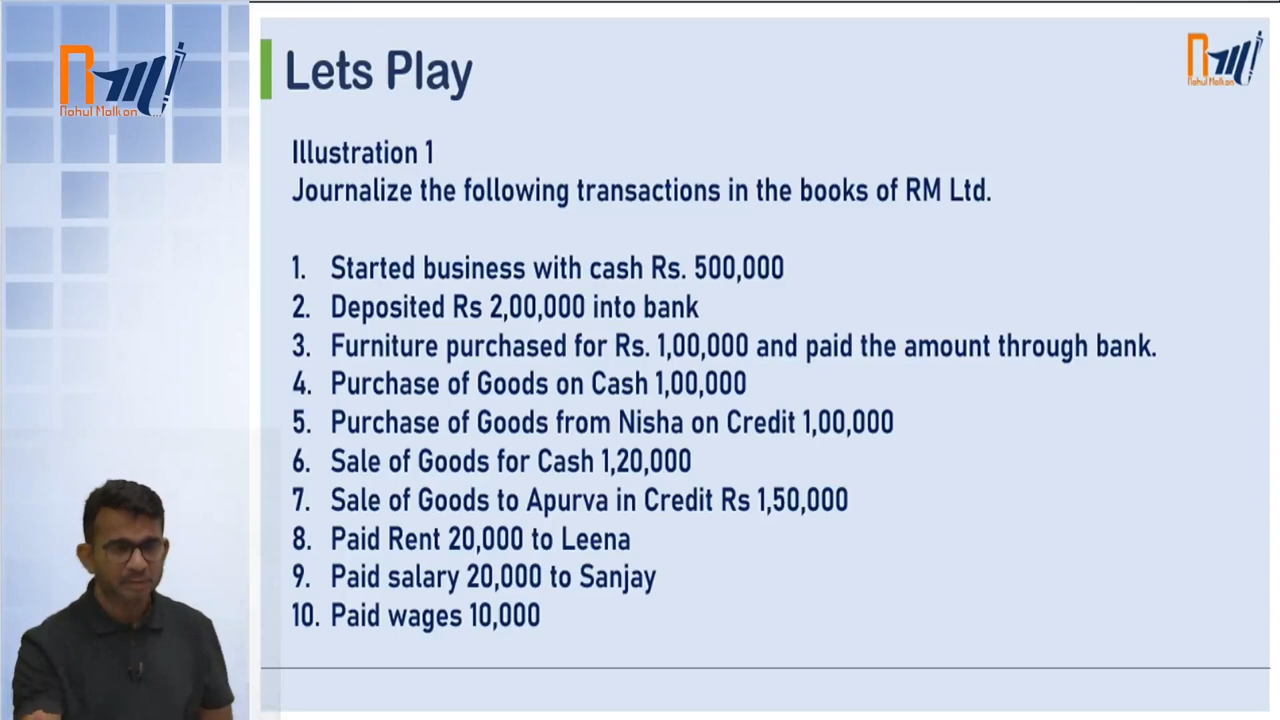 Rahul Malkan
Lets Play
Rahul Malkan
Illustration 1
Journalize the following transactions in the books of RM Ltd.
1. Started business with cash Rs. 500,000
2. Deposited Rs 2,00,000 into bank
3. Furniture purchased for Rs. 1,00,000 and paid the amount through bank.
4. Purchase of Goods on Cash 1,00,000
5. Purchase of Goods from Nisha on Credit 1,00,000
6. Sale of Goods for Cash 1,20,000
7. Sale of Goods to Apurva in Credit Rs 1,50,000
8. Paid Rent 20,000 to Leena
9. Paid salary 20,000 to Sanjay
10. Paid wages 10,000